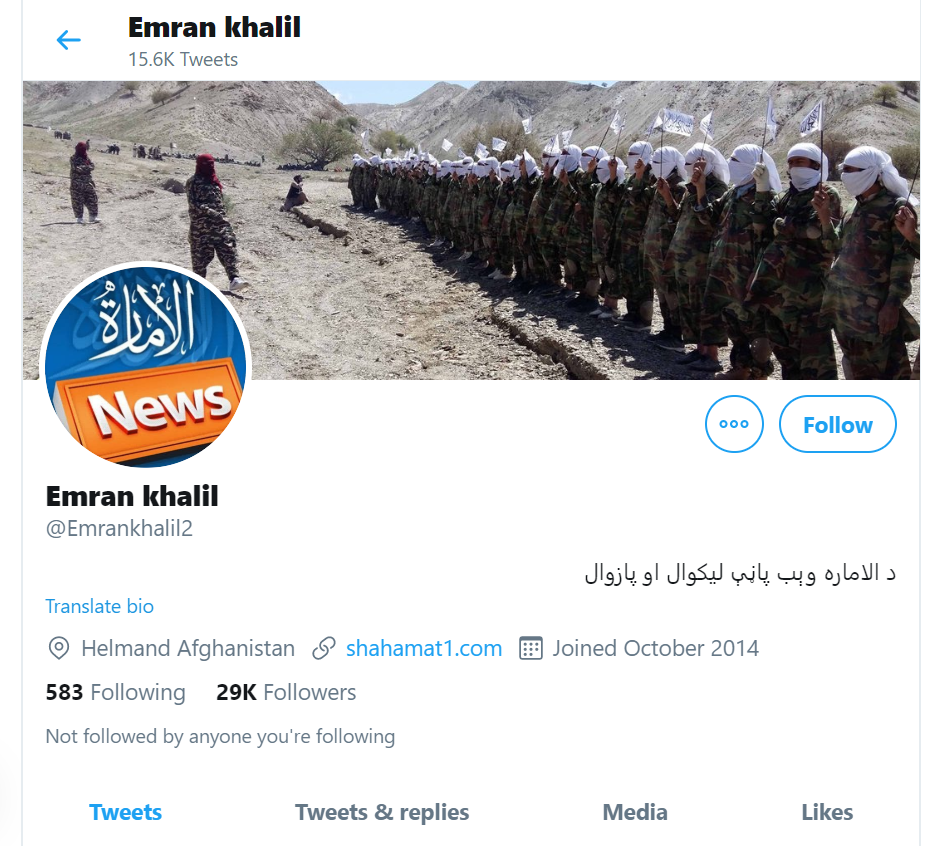 Emran khalil
15.6K Tweets
الامارة
News
Follow
Emran khalil
@Emrankhalil2
د الاماره وېب پاڼې لیکوال او پازوال
Translate bio
Helmand Afghanistan shahamat1.com Joined October 2014
583 Following 29K Followers
Not followed by anyone you're following
Tweets Tweets & replies Media Likes